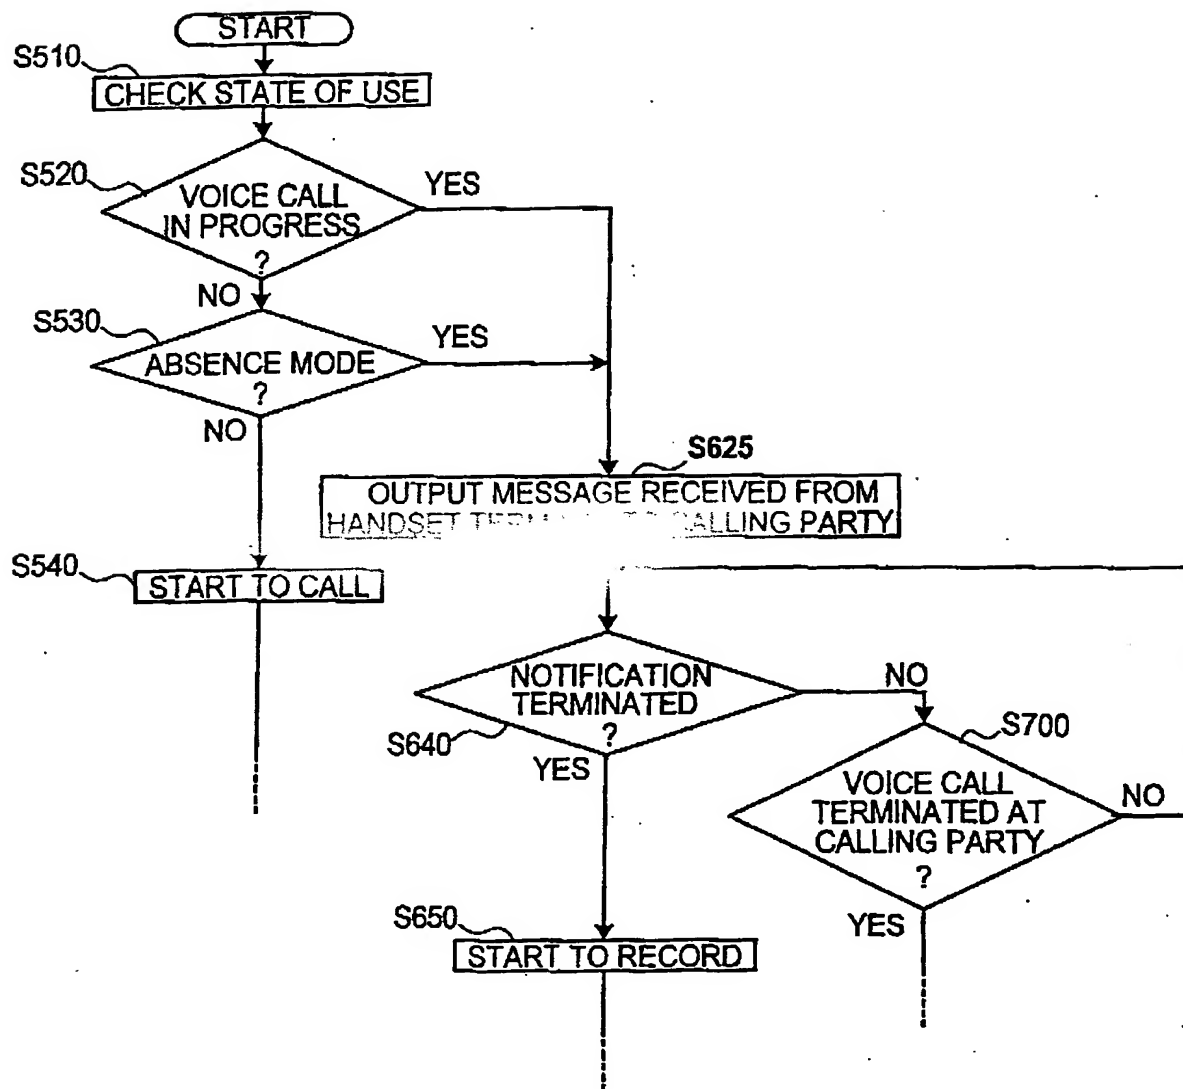 START
S510
CHECK STATE OF USE
S520
VOICE CALL
IN PROGRESS
?
YES
NO
S530
ABSENCE MODE
?
YES
NO
S625
OUTPUT MESSAGE RECEIVED FROM
HANDSET CALLING PARTY
S540
START TO CALL
NOTIFICATION
TERMINATED
?
NO
S640
YES
S700
VOICE CALL
TERMINATED AT
CALLING PARTY
?
NO
YES
S650
START TO RECORD